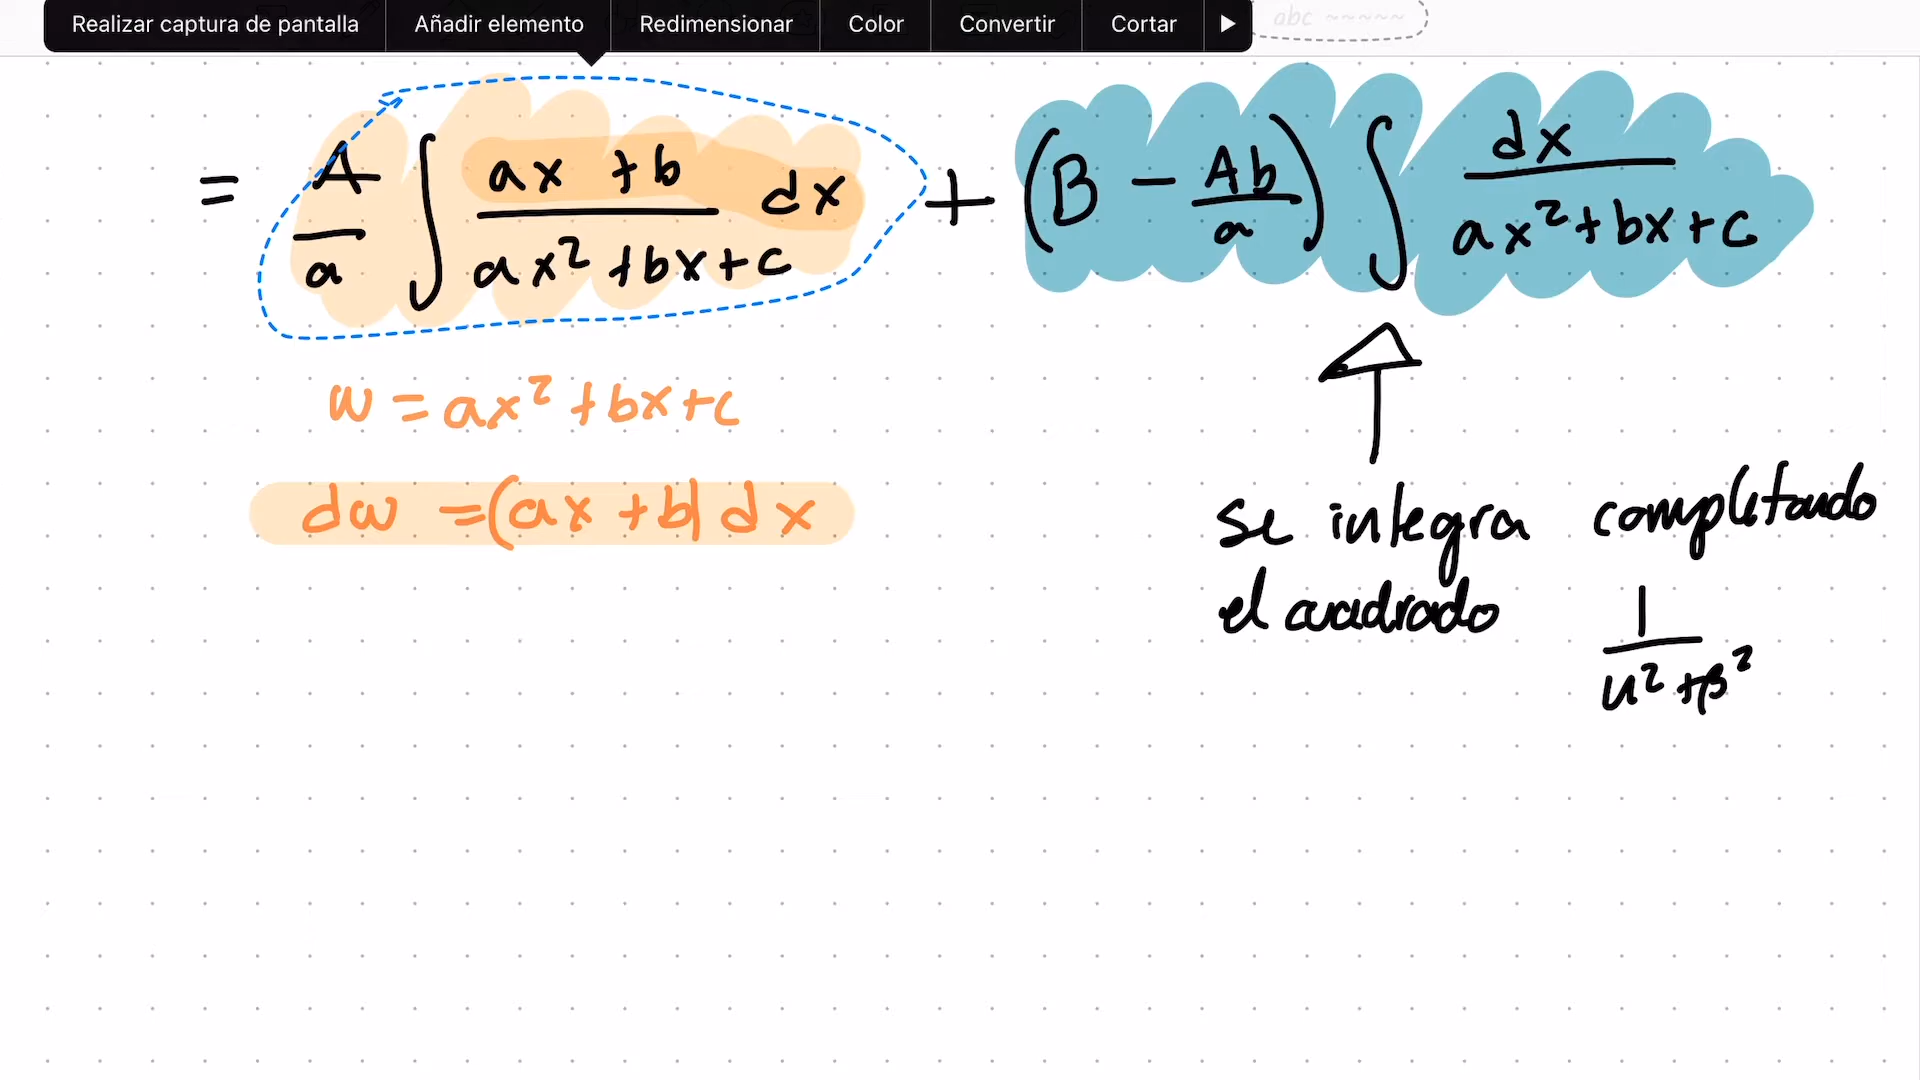 Realizar captura de pantalla Añadir elemento Redimensionar Color Convertir Cortar ▶ abc ~~~~~
= A/a ∫ (ax + b)/(ax² + bx + c) dx + (B - Ab/a) ∫ dx/(ax² + bx + c)
w = ax² + bx + c
dw = (ax + b) dx
se integra completando
el cuadrado 1/(u² + β²)